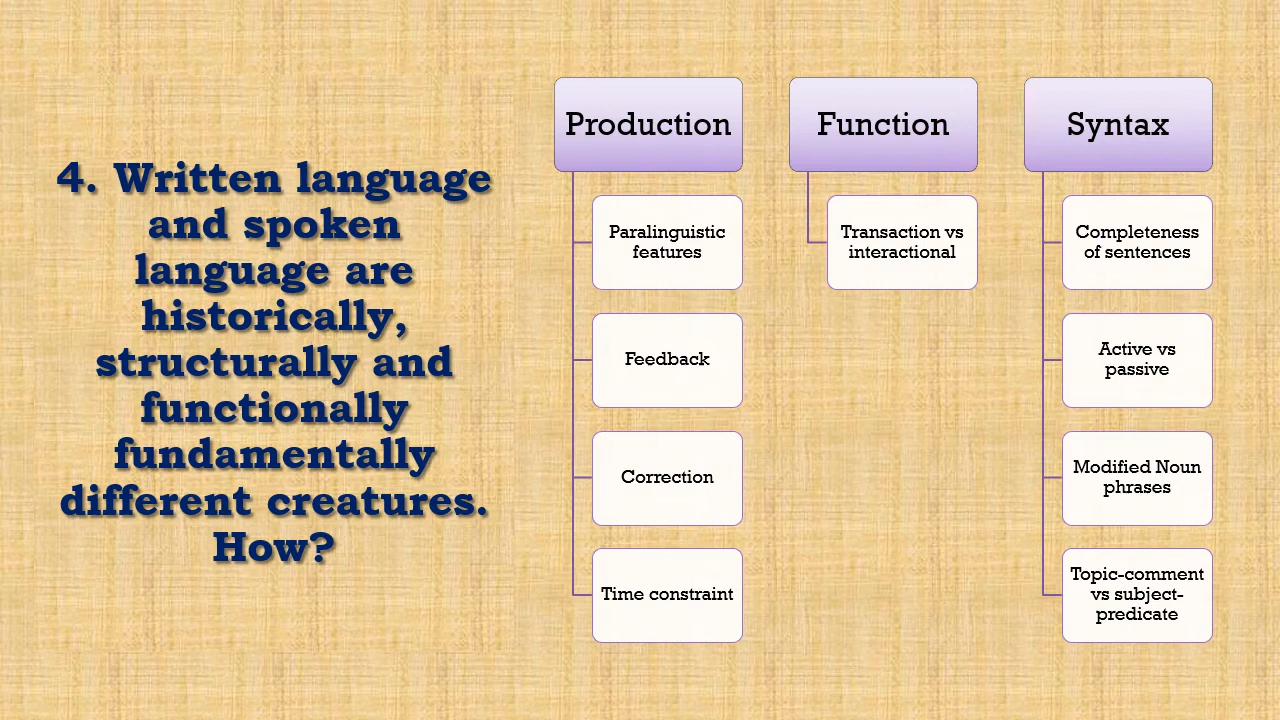 4. Written language
and spoken
language are
historically,
structurally and
functionally
fundamentally
different creatures.
How?
Production
Paralinguistic
features
Feedback
Correction
Time constraint
Function
Transaction vs
interactional
Syntax
Completeness
of sentences
Active vs
passive
Modified Noun
phrases
Topic-comment
vs subject-
predicate